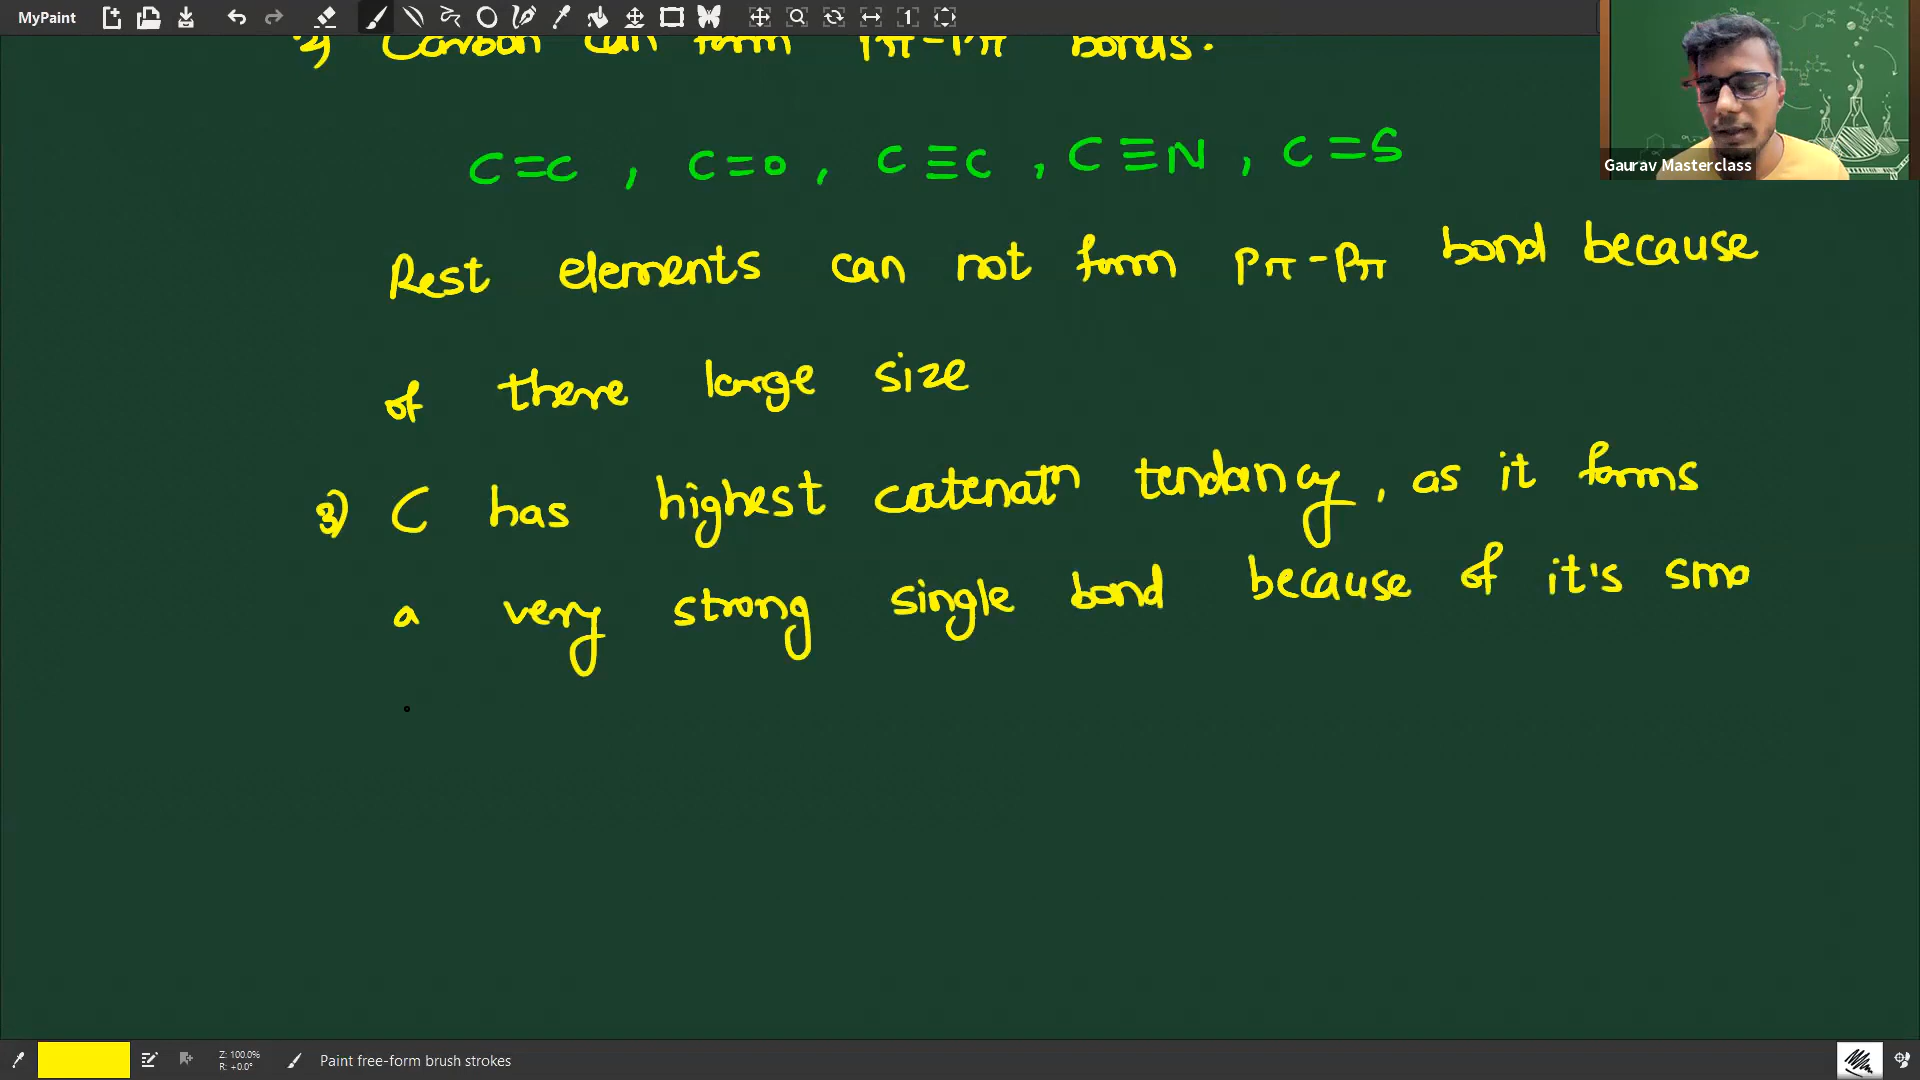 MyPaint
2) Carbon can form pπ-pπ bonds.
C=C , C=O , C≡C , C≡N , C=S
Gaurav Masterclass
Rest elements can not form pπ-pπ bond because
of there large size
3) C has highest catenatⁿ tendancy, as it forms
a very strong single bond because of it's sma
Z: 100.0%
R: +0.0°
Paint free-form brush strokes